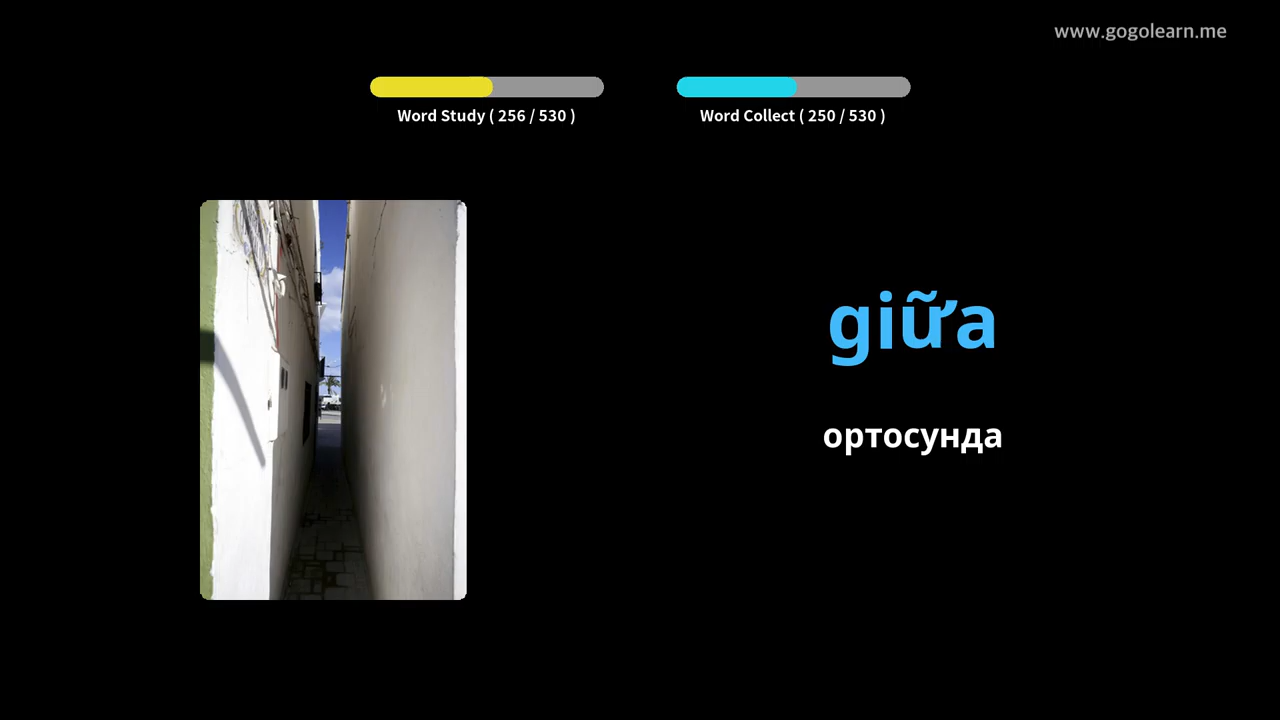 www.gogolearn.me
Word Study ( 256 / 530 )
Word Collect ( 250 / 530 )
giữa
ортосунда